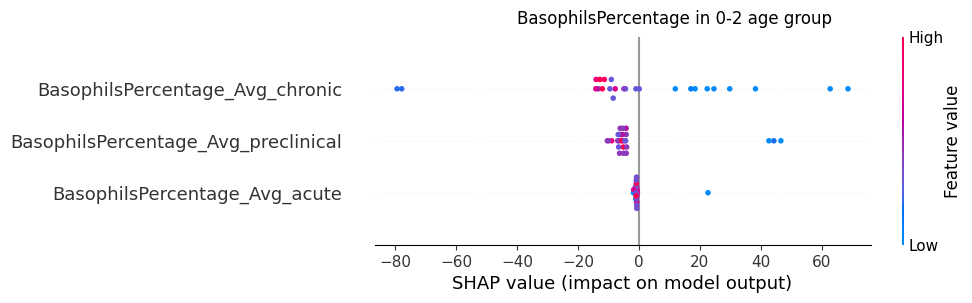 BasophilsPercentage in 0-2 age group
High
BasophilsPercentage_Avg_chronic
BasophilsPercentage_Avg_preclinical
BasophilsPercentage_Avg_acute
Feature value
Low
−80 −60 −40 −20 0 20 40 60
SHAP value (impact on model output)